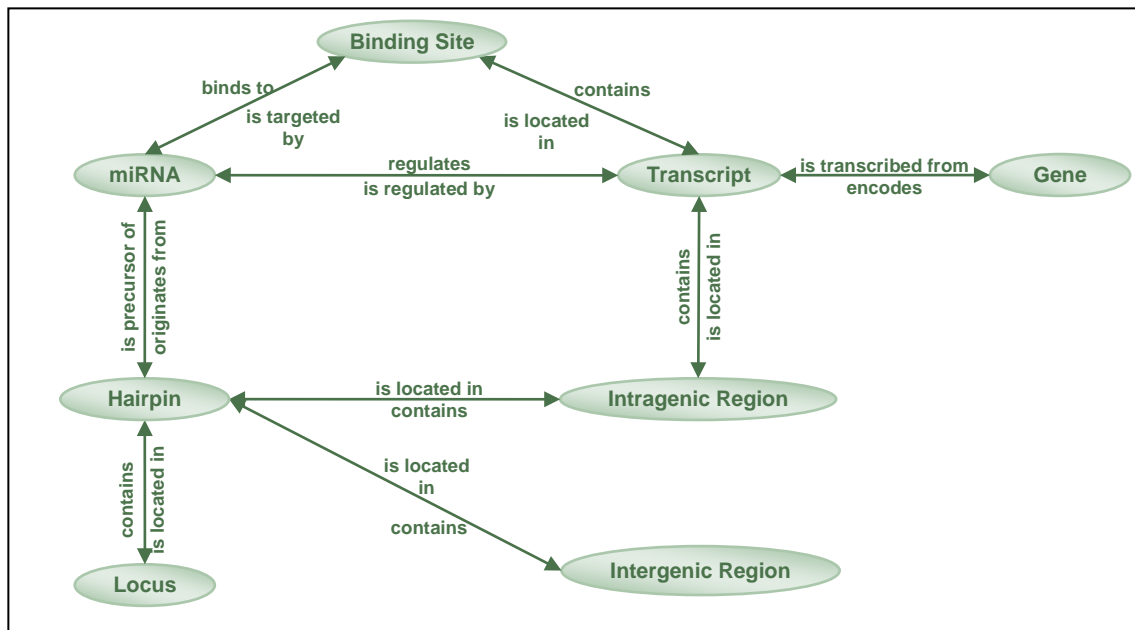 Binding Site
binds to
contains
is targeted
by
is located
in
miRNA
regulates
is regulated by
Transcript
is transcribed from
encodes
Gene
is precursor of
originates from
contains
is located in
Hairpin
is located in
contains
Intragenic Region
contains
is located in
is located
in
contains
Locus
Intergenic Region